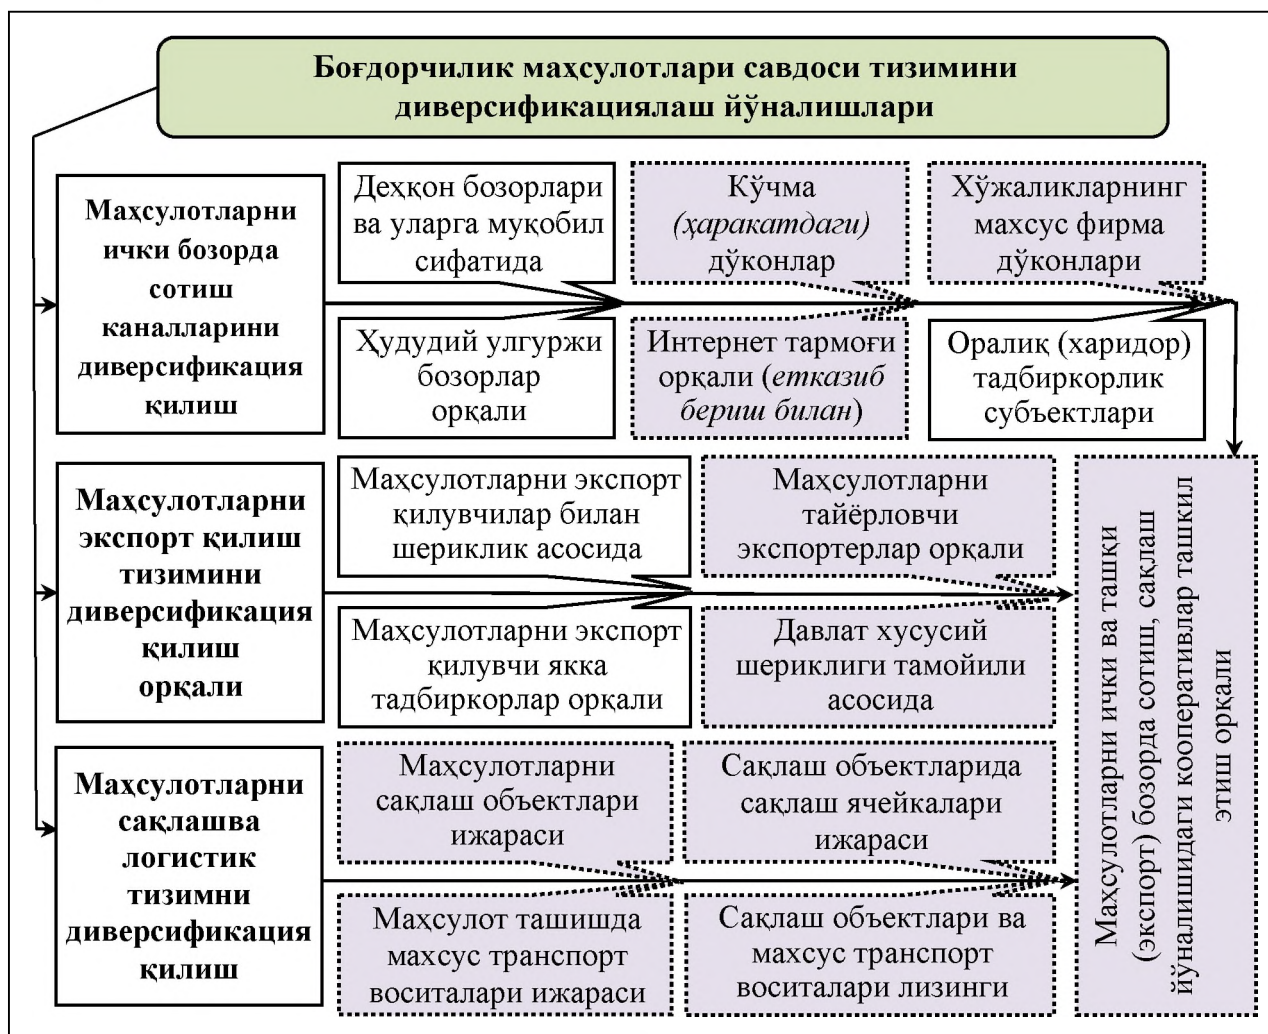 Боғдорчилик маҳсулотлари савдоси тизимини
диверсификациялаш йўналишлари
Маҳсулотларни
ички бозорда
сотиш
каналларини
диверсификация
қилиш
Деҳқон бозорлари
ва уларга муқобил
сифатида
Кўчма
(ҳаракатдаги)
дўконлар
Хўжаликларнинг
махсус фирма
дўконлари
Ҳудудий улгуржи
бозорлар
орқали
Интернет тармоғи
орқали (етказиб
бериш билан)
Оралиқ (харидор)
тадбиркорлик
субъектлари
Маҳсулотларни
экспорт қилиш
тизимини
диверсификация
қилиш
орқали
Маҳсулотларни экспорт
қилувчилар билан
шериклик асосида
Маҳсулотларни
тайёрловчи
экспортерлар орқали
Маҳсулотларни экспорт
қилувчи якка
тадбиркорлар орқали
Давлат хусусий
шериклиги тамойили
асосида
Маҳсулотларни
сақлашва
логистик
тизимни
диверсификация
қилиш
Маҳсулотларни
сақлаш объектлари
ижараси
Сақлаш объектларида
сақлаш ячейкалари
ижараси
Маҳсулот ташишда
махсус транспорт
воситалари ижараси
Сақлаш объектлари ва
махсус транспорт
воситалари лизинги
Маҳсулотларни ички ва ташқи
(экспорт) бозорда сотиш, сақлаш
йўналишидаги кооперативлар ташкил
этиш орқали